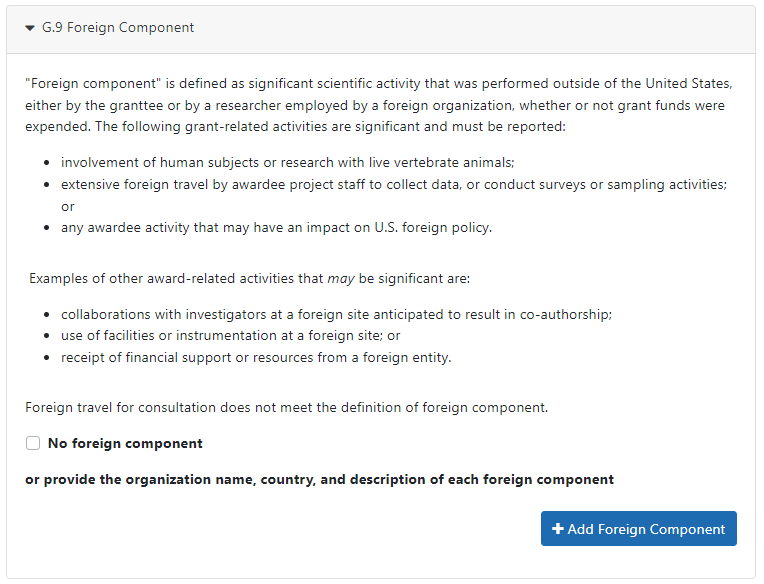 G.9 Foreign Component
"Foreign component" is defined as significant scientific activity that was performed outside of the United States,
either by the granttee or by a researcher employed by a foreign organization, whether or not grant funds were
expended. The following grant-related activities are significant and must be reported:
involvement of human subjects or research with live vertebrate animals;
extensive foreign travel by awardee project staff to collect data, or conduct surveys or sampling activities;
or
any awardee activity that may have an impact on U.S. foreign policy.
Examples of other award-related activities that may be significant are:
collaborations with investigators at a foreign site anticipated to result in co-authorship;
use of facilities or instrumentation at a foreign site; or
receipt of financial support or resources from a foreign entity.
Foreign travel for consultation does not meet the definition of foreign component.
No foreign component
or provide the organization name, country, and description of each foreign component
Add Foreign Component